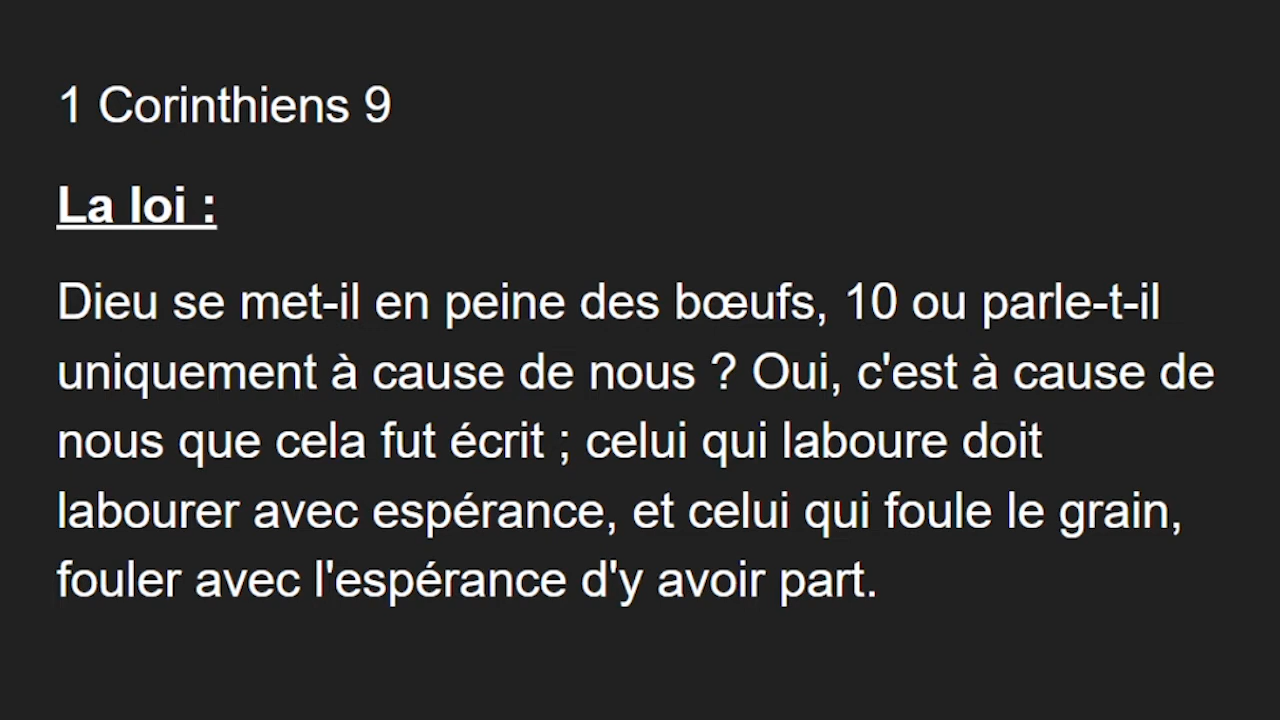 1 Corinthiens 9
La loi :
Dieu se met-il en peine des bœufs, 10 ou parle-t-il
uniquement à cause de nous ? Oui, c'est à cause de
nous que cela fut écrit ; celui qui laboure doit
labourer avec espérance, et celui qui foule le grain,
fouler avec l'espérance d'y avoir part.